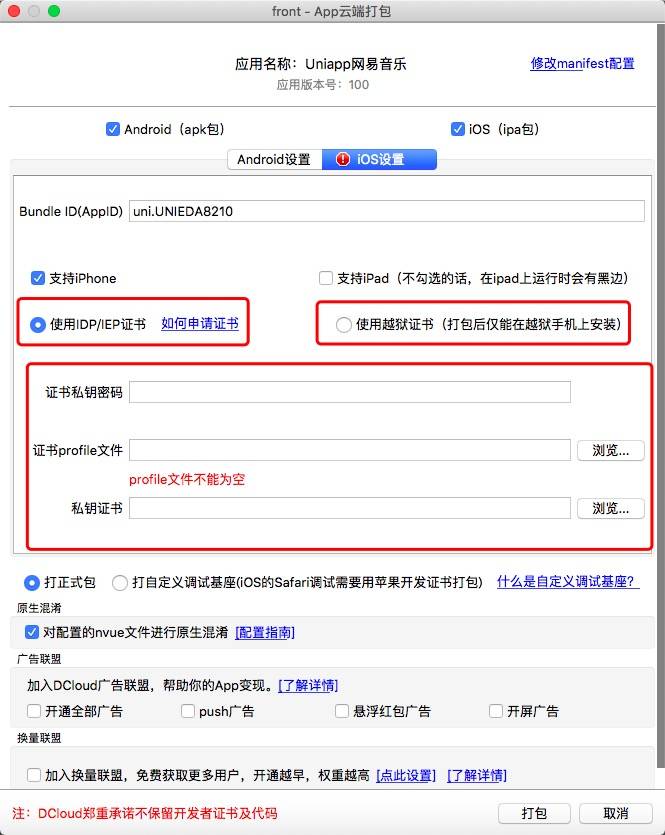 front - App云端打包
应用名称：Uniapp网易音乐
修改manifest配置
应用版本号：100
Android（apk包） iOS（ipa包）
Android设置 iOS设置
Bundle ID(AppID) uni.UNIEDA8210
支持iPhone 支持iPad（不勾选的话，在ipad上运行时会有黑边）
使用IDP/IEP证书 如何申请证书 使用越狱证书（打包后仅能在越狱手机上安装）
证书私钥密码
证书profile文件 浏览...
profile文件不能为空
私钥证书 浏览...
打正式包 打自定义调试基座(iOS的Safari调试需要用苹果开发证书打包) 什么是自定义调试基座？
原生混淆
对配置的nvue文件进行原生混淆 [配置指南]
广告联盟
加入DCloud广告联盟，帮助你的App变现。[了解详情]
开通全部广告 push广告 悬浮红包广告 开屏广告
换量联盟
加入换量联盟，免费获取更多用户，开通越早，权重越高 [点此设置] [了解详情]
注：DCloud郑重承诺不保留开发者证书及代码 打包 取消